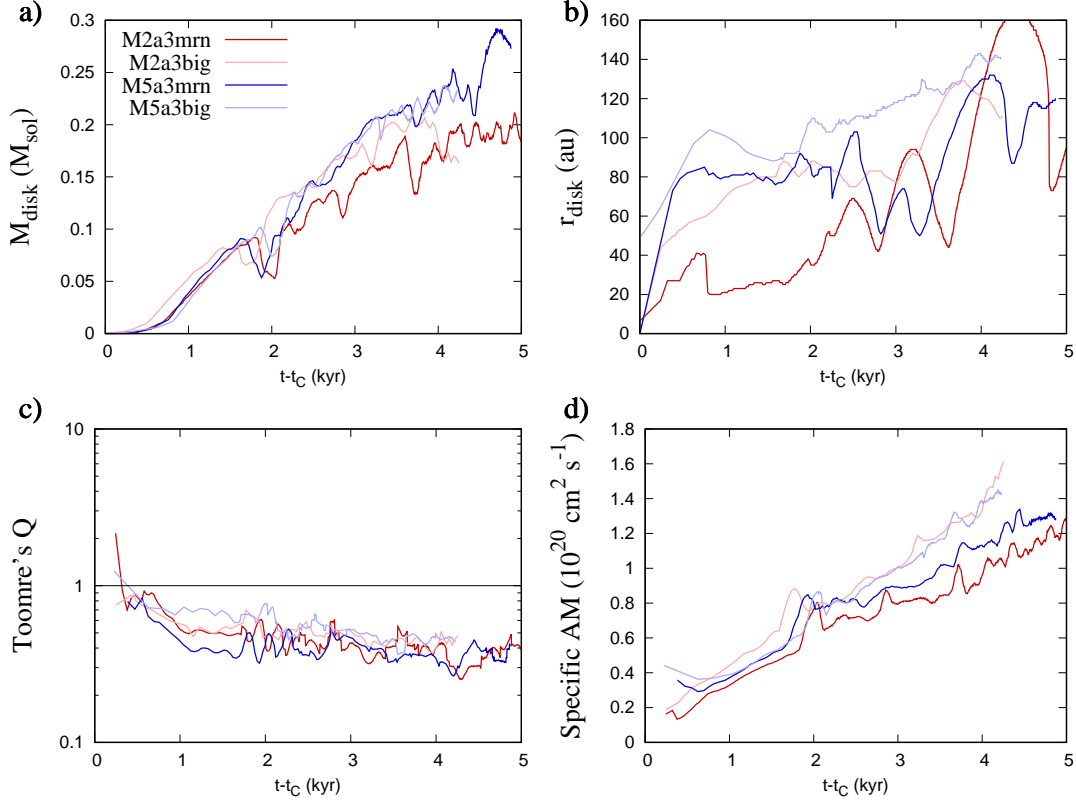 a)
M_disk (M_sol)
0.3
0.25
0.2
0.15
0.1
0.05
0
M2a3mrn
M2a3big
M5a3mrn
M5a3big
0 1 2 3 4 5
t-t_C (kyr)
b)
r_disk (au)
160
140
120
100
80
60
40
20
0
0 1 2 3 4 5
t-t_C (kyr)
c)
Toomre's Q
10
1
0.1
0 1 2 3 4 5
t-t_C (kyr)
d)
Specific AM (10^20 cm^2 s^-1)
1.8
1.6
1.4
1.2
1
0.8
0.6
0.4
0.2
0
0 1 2 3 4 5
t-t_C (kyr)